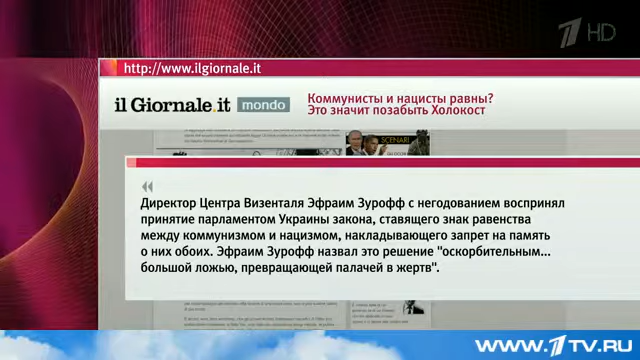 1 HD
http://www.ilgiornale.it
il Giornale.it mondo
Коммунисты и нацисты равны?
Это значит позабыть Холокост
SCENARI
“
Директор Центра Визенталя Эфраим Зурофф с негодованием воспринял
принятие парламентом Украины закона, ставящего знак равенства
между коммунизмом и нацизмом, накладывающего запрет на память
о них обоих. Эфраим Зурофф назвал это решение "оскорбительным...
большой ложью, превращающей палачей в жертв".
WWW.1TV.RU